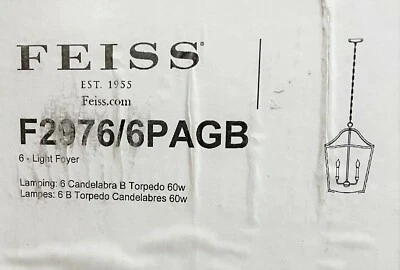 FEISS®
EST. 1955
Feiss.com
F2976/6PAGB
6 - Light Foyer
Lamping: 6 Candelabra B Torpedo 60w
Lampes: 6 B Torpedo Candelabres 60w